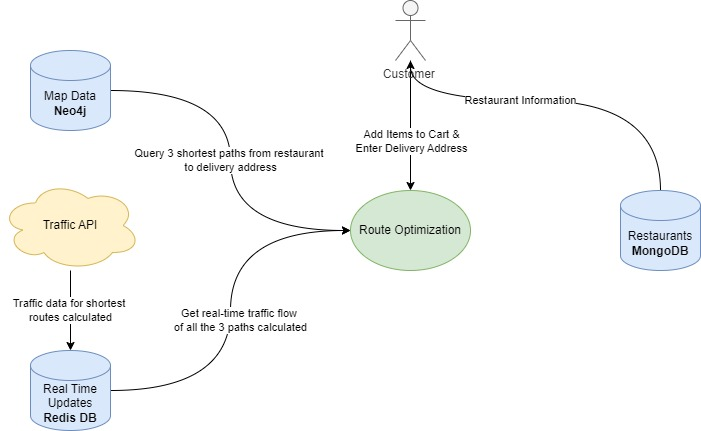 Customer
Map Data
Neo4j
Restaurant Information
Add Items to Cart &
Enter Delivery Address
Query 3 shortest paths from restaurant
to delivery address
Traffic API
Route Optimization
Restaurants
MongoDB
Traffic data for shortest
routes calculated
Get real-time traffic flow
of all the 3 paths calculated
Real Time
Updates
Redis DB